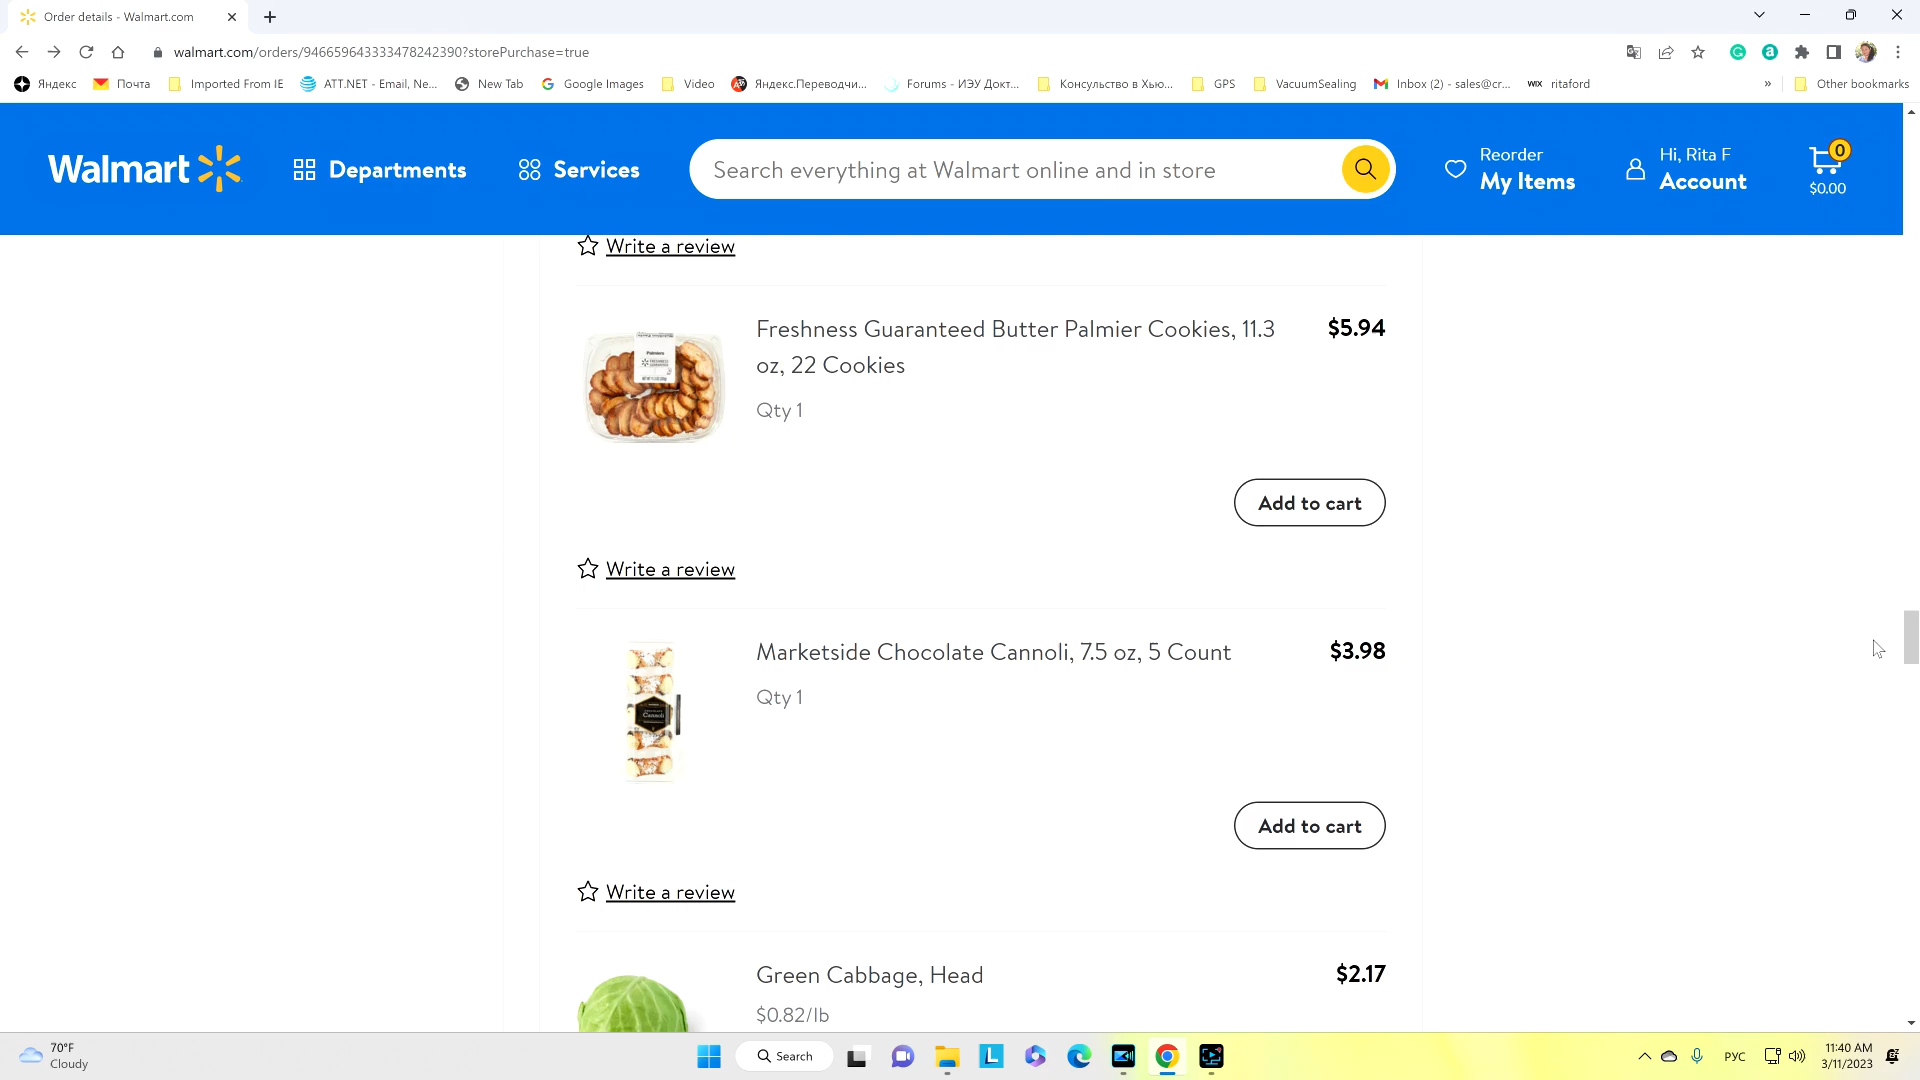 Order details - Walmart.com
walmart.com/orders/946659643333478242390?storePurchase=true
Яндекс
Почта
Imported From IE
ATT.NET - Email, Ne...
New Tab
Google Images
Video
Яндекс.Переводчи...
Forums - ИЭУ Докт...
Консульство в Хью...
GPS
VacuumSealing
Inbox (2) - sales@cr...
WIX ritaford
»
Other bookmarks
Walmart
Departments
Services
Search everything at Walmart online and in store
Reorder
My Items
Hi, Rita F
Account
0
$0.00
Write a review
Freshness Guaranteed Butter Palmier Cookies, 11.3
oz, 22 Cookies
$5.94
Qty 1
Add to cart
Write a review
Marketside Chocolate Cannoli, 7.5 oz, 5 Count
$3.98
Qty 1
Cannoli
Add to cart
Write a review
Green Cabbage, Head
$2.17
$0.82/lb
70°F
Cloudy
Search
РУС
11:40 AM
3/11/2023